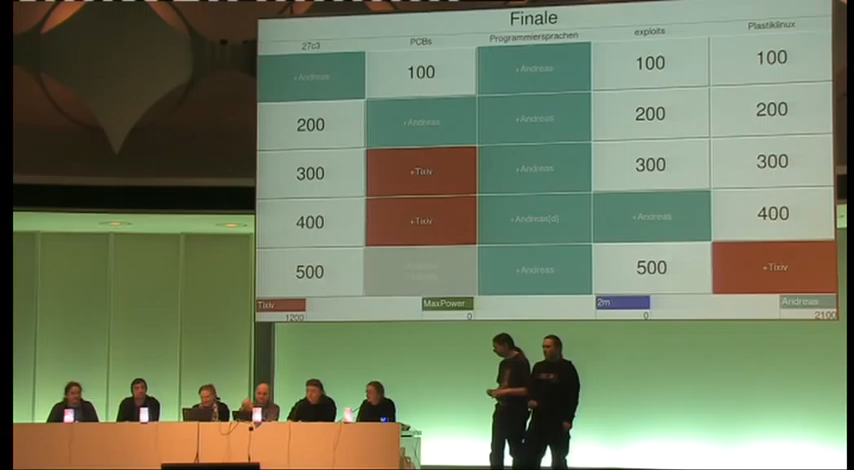 Finale
27c3 PCBs Programmiersprachen exploits Plastiklinux
+Andreas 100 +Andreas 100 100
200 +Andreas +Andreas 200 200
300 +Tixiv +Andreas 300 300
400 +Tixiv +Andreas[d] +Andreas 400
500 +Andreas 500 +Tixiv
Tixiv MaxPower 2m Andreas
1200 0 0 2100